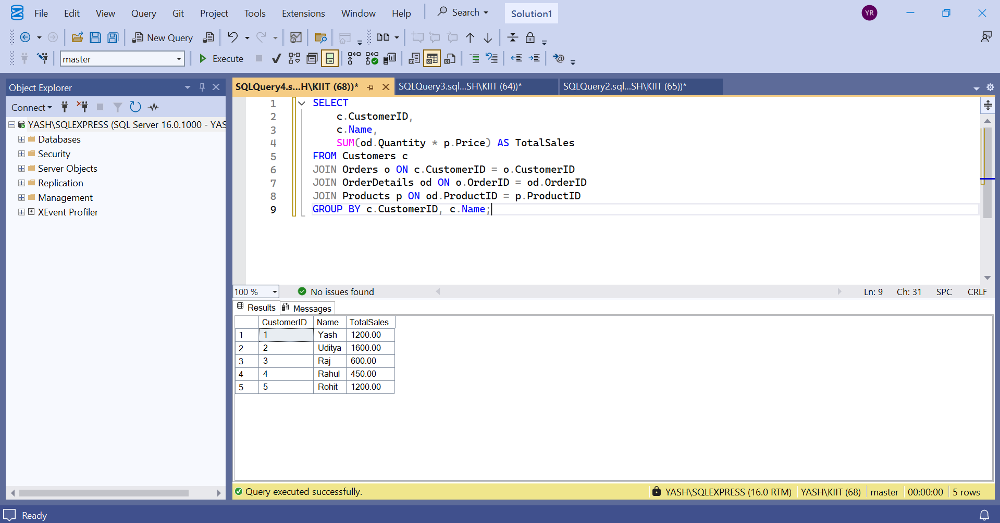 File Edit View Query Git Project Tools Extensions Window Help Search Solution1 YR
New Query
master Execute
Object Explorer
Connect
YASH\SQLEXPRESS (SQL Server 16.0.1000 - YAS
Databases
Security
Server Objects
Replication
Management
XEvent Profiler
SQLQuery4.s...H\KIIT (68))* SQLQuery3.sql...SH\KIIT (64))* SQLQuery2.sql...SH\KIIT (65))*
1 SELECT
2 c.CustomerID,
3 c.Name,
4 SUM(od.Quantity * p.Price) AS TotalSales
5 FROM Customers c
6 JOIN Orders o ON c.CustomerID = o.CustomerID
7 JOIN OrderDetails od ON o.OrderID = od.OrderID
8 JOIN Products p ON od.ProductID = p.ProductID
9 GROUP BY c.CustomerID, c.Name;
100 % No issues found Ln: 9 Ch: 31 SPC CRLF
Results Messages
CustomerID Name TotalSales
1 1 Yash 1200.00
2 2 Uditya 1600.00
3 3 Raj 600.00
4 4 Rahul 450.00
5 5 Rohit 1200.00
Query executed successfully. YASH\SQLEXPRESS (16.0 RTM) YASH\KIIT (68) master 00:00:00 5 rows
Ready